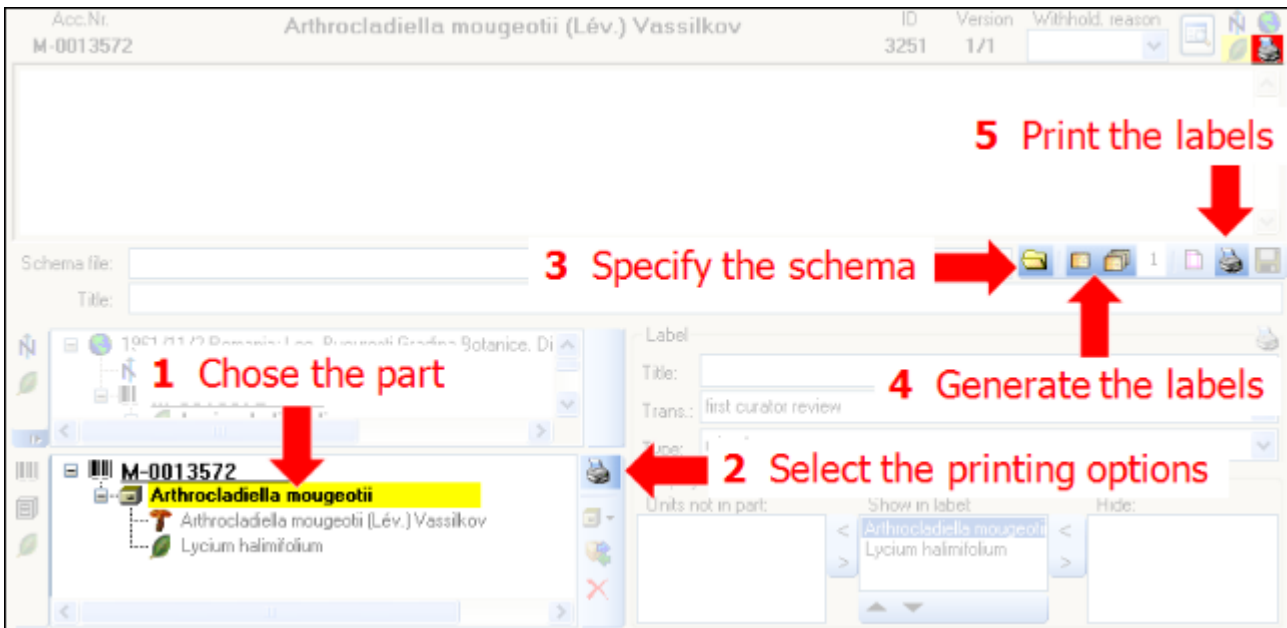 Acc.Nr. Arthrocladiella mougeotii (Lév.) Vassilkov ID Version Withhold. reason
M-0013572 3251 1/1
5 Print the labels
Schema file: 3 Specify the schema 1
Title:
Label
1 Chose the part
Title: 4 Generate the labels
Trans.: first curator review
Type:
M-0013572 2 Select the printing options
Arthrocladiella mougeotii
Units not in part: Show in label Hide:
Arthrocladiella mougeotii (Lév.) Vassilkov < Arthrocladiella <
Lycium halimifolium > Lycium halimifolium >